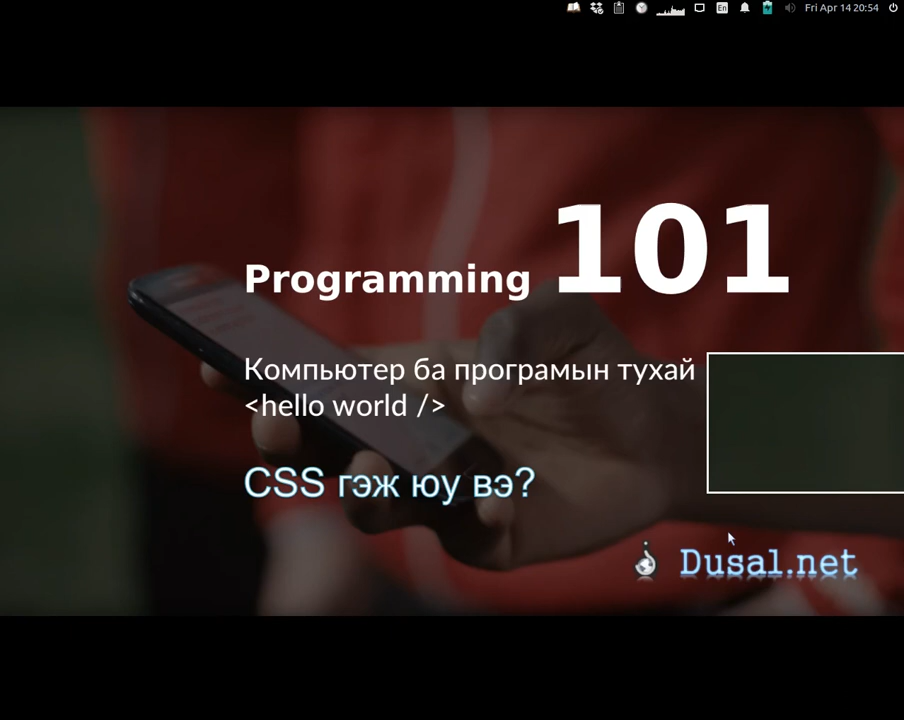 En Fri Apr 14 20:54
Programming 101
Компьютер ба програмын тухай
<hello world />
CSS гэж юу вэ?
Dusal.net